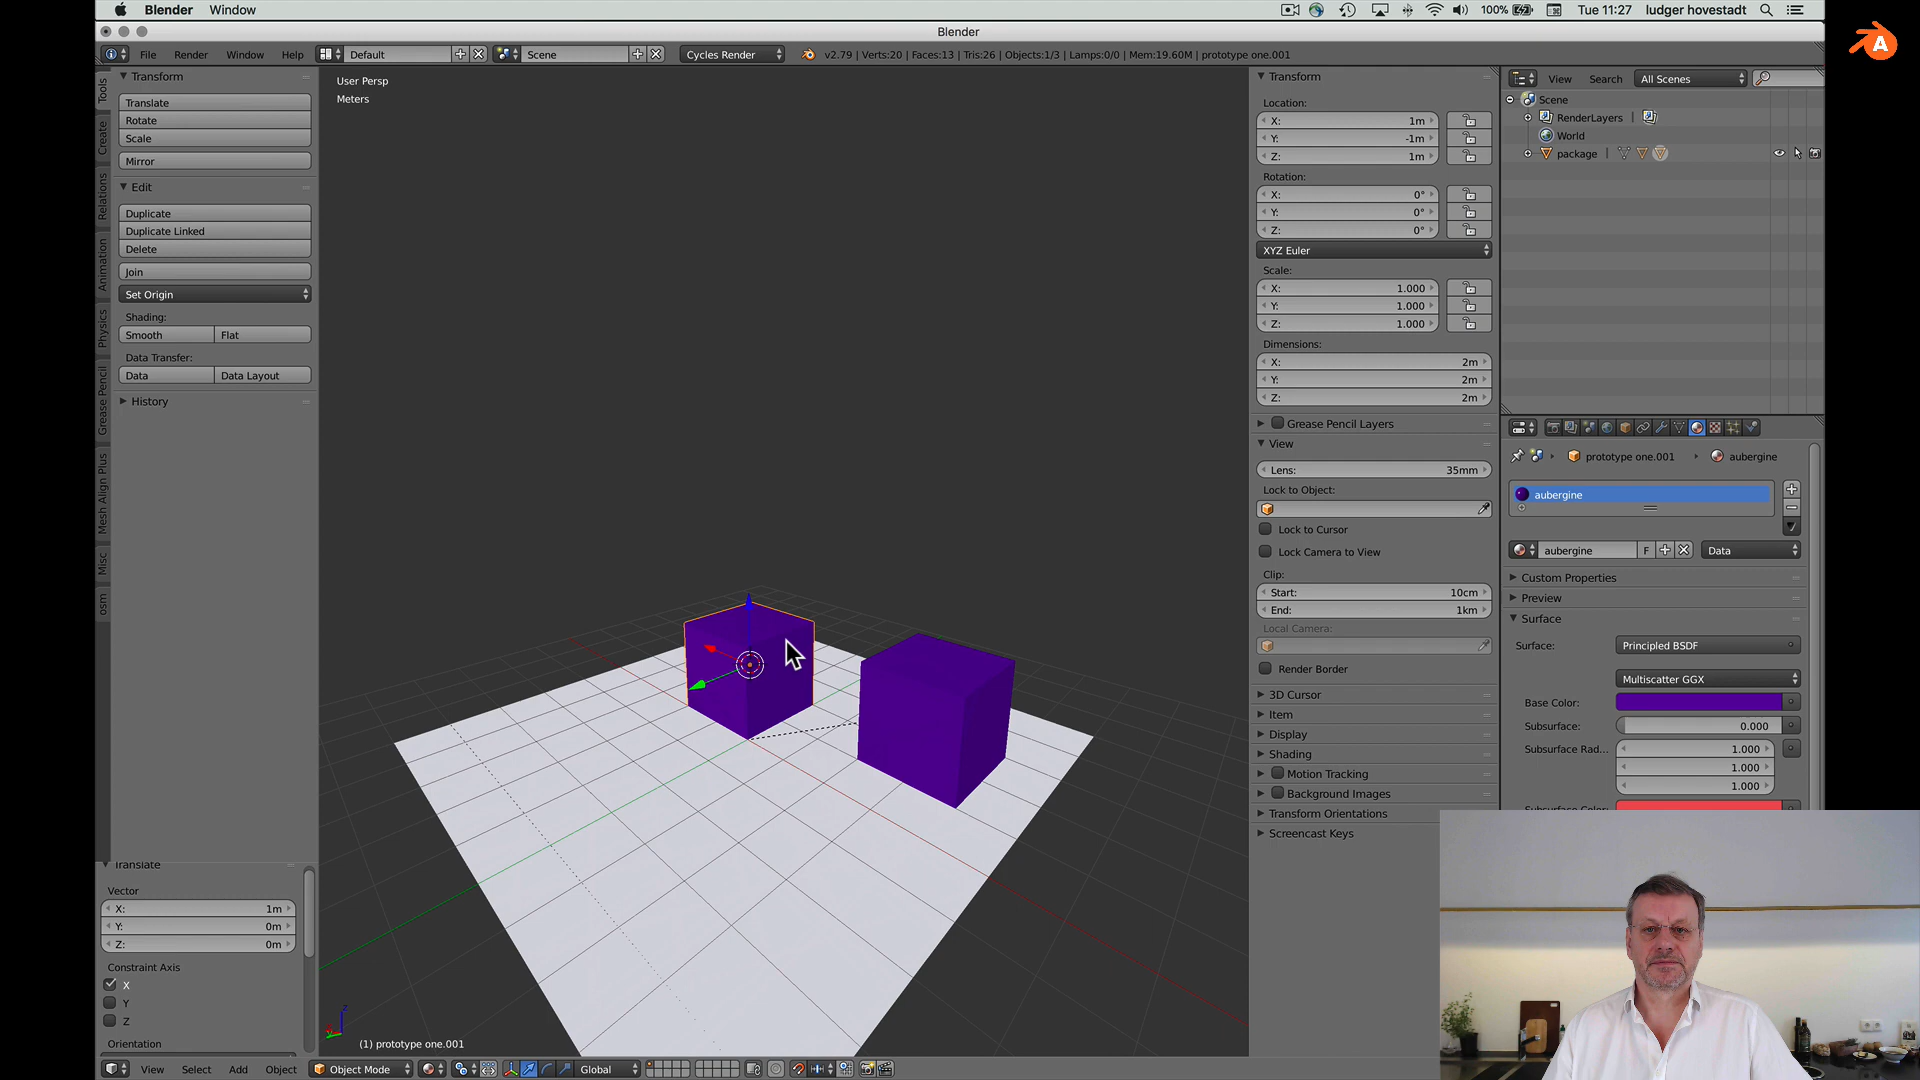 Blender Window
100% Tue 11:27 ludger hovestadt
Blender
File Render Window Help Default Scene Cycles Render v2.79 | Verts:20 | Faces:13 | Tris:26 | Objects:1/3 | Lamps:0/0 | Mem:19.60M | prototype one.001
Tools
Create
Relations
Animation
Physics
Grease Pencil
Mesh Align Plus
Misc
osm
Transform
Translate
Rotate
Scale
Mirror
Edit
Duplicate
Duplicate Linked
Delete
Join
Set Origin
Shading:
Smooth Flat
Data Transfer:
Data Data Layout
History
Translate
Vector
X: 1m
Y: 0m
Z: 0m
Constraint Axis
X
Y
Z
Orientation
User Persp
Meters
(1) prototype one.001
View Select Add Object Object Mode Global
Transform
Location:
X: 1m
Y: -1m
Z: 1m
Rotation:
X: 0°
Y: 0°
Z: 0°
XYZ Euler
Scale:
X: 1.000
Y: 1.000
Z: 1.000
Dimensions:
X: 2m
Y: 2m
Z: 2m
Grease Pencil Layers
View
Lens: 35mm
Lock to Object:
Lock to Cursor
Lock Camera to View
Clip:
Start: 10cm
End: 1km
Local Camera:
Render Border
3D Cursor
Item
Display
Shading
Motion Tracking
Background Images
Transform Orientations
Screencast Keys
View Search All Scenes
Scene
RenderLayers |
World
package |
prototype one.001 aubergine
aubergine
aubergine F Data
Custom Properties
Preview
Surface
Surface: Principled BSDF
Multiscatter GGX
Base Color:
Subsurface: 0.000
Subsurface Rad... 1.000
1.000
1.000
A